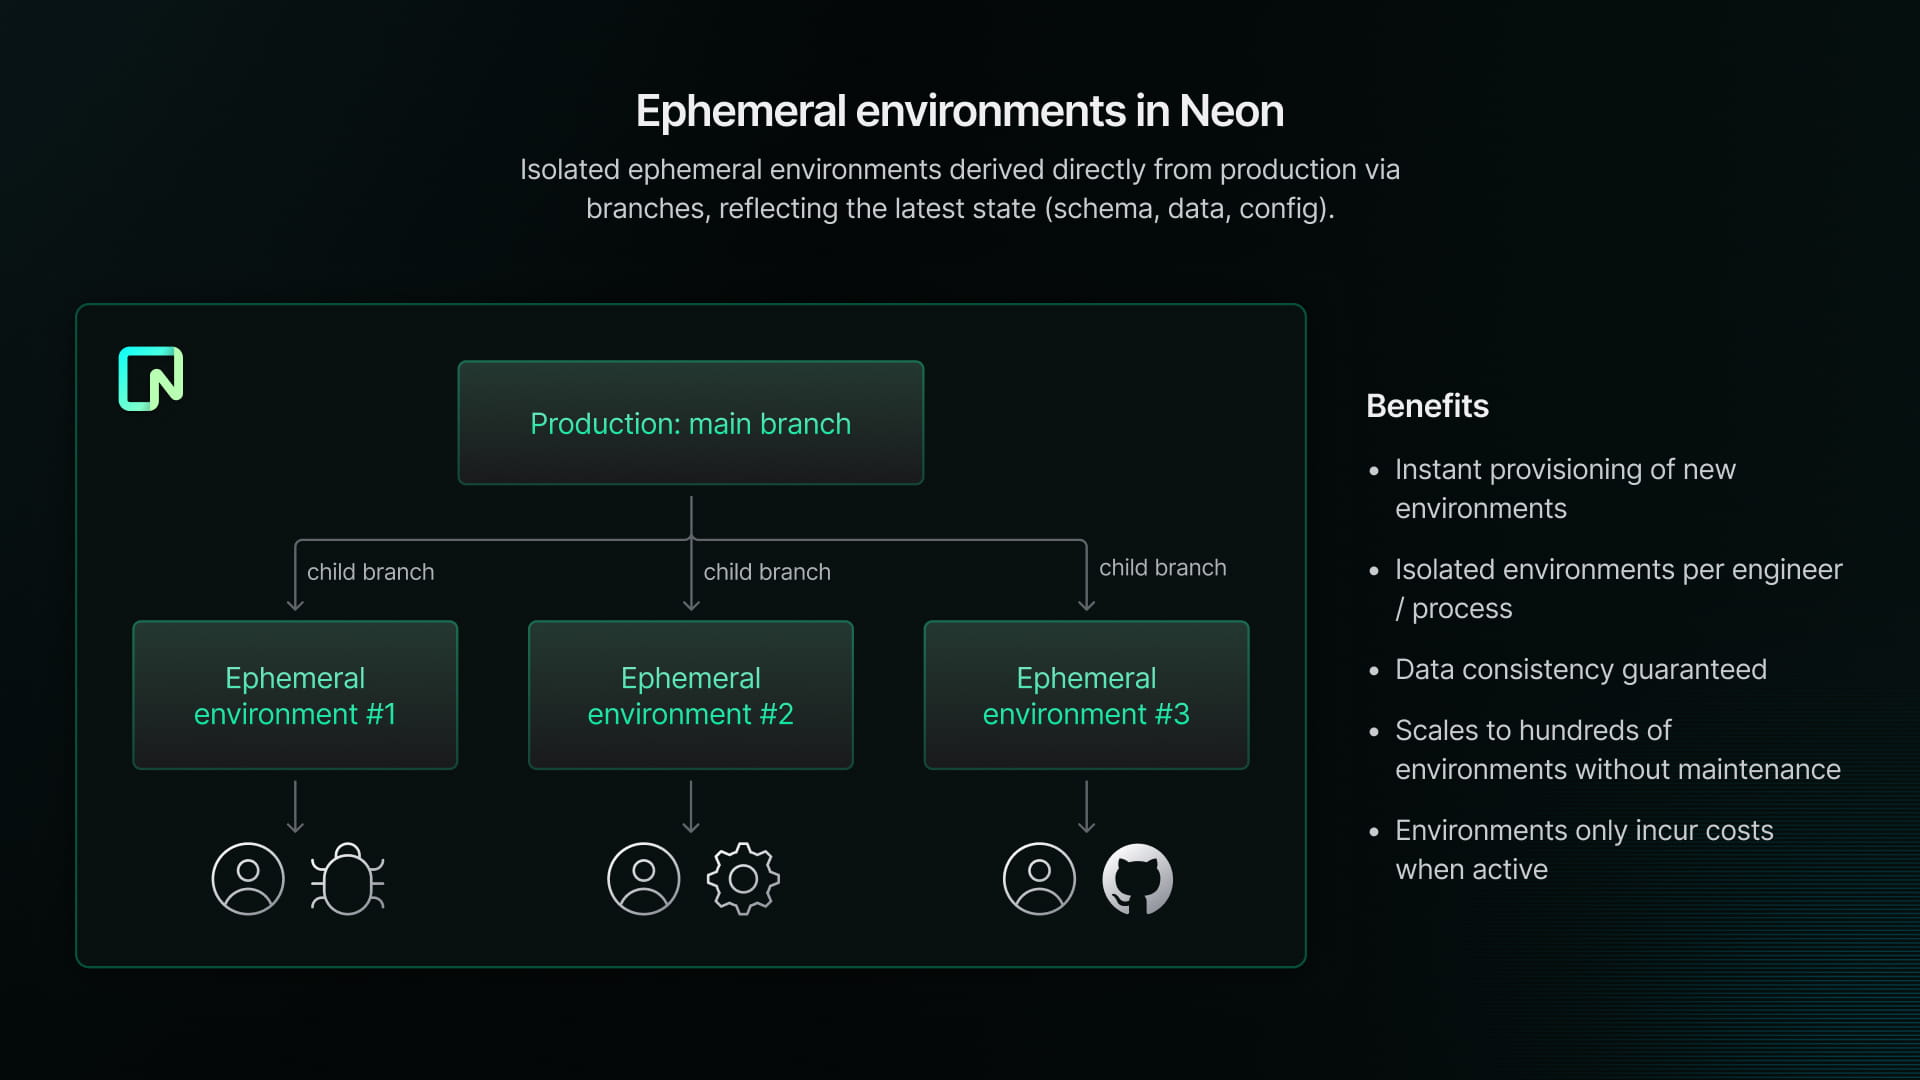 Ephemeral environments in Neon
Isolated ephemeral environments derived directly from production via
branches, reflecting the latest state (schema, data, config).
Production: main branch
child branch
child branch
child branch
Ephemeral
environment #1
Ephemeral
environment #2
Ephemeral
environment #3
Benefits
• Instant provisioning of new
environments
• Isolated environments per engineer
/ process
• Data consistency guaranteed
• Scales to hundreds of
environments without maintenance
• Environments only incur costs
when active